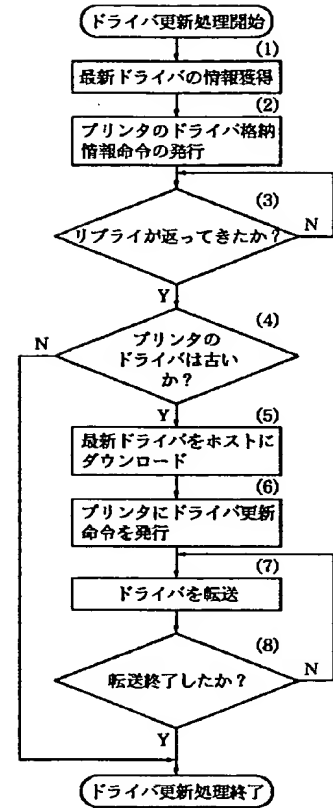 ドライバ更新処理開始
(1)
最新ドライバの情報獲得
(2)
プリンタのドライバ格納
情報命令の発行
(3)
リプライが返ってきたか?
N
Y
(4)
N
プリンタの
ドライバは古い
か?
Y
(5)
最新ドライバをホストに
ダウンロード
(6)
プリンタにドライバ更新
命令を発行
(7)
ドライバを転送
(8)
転送終了したか?
N
Y
ドライバ更新処理終了